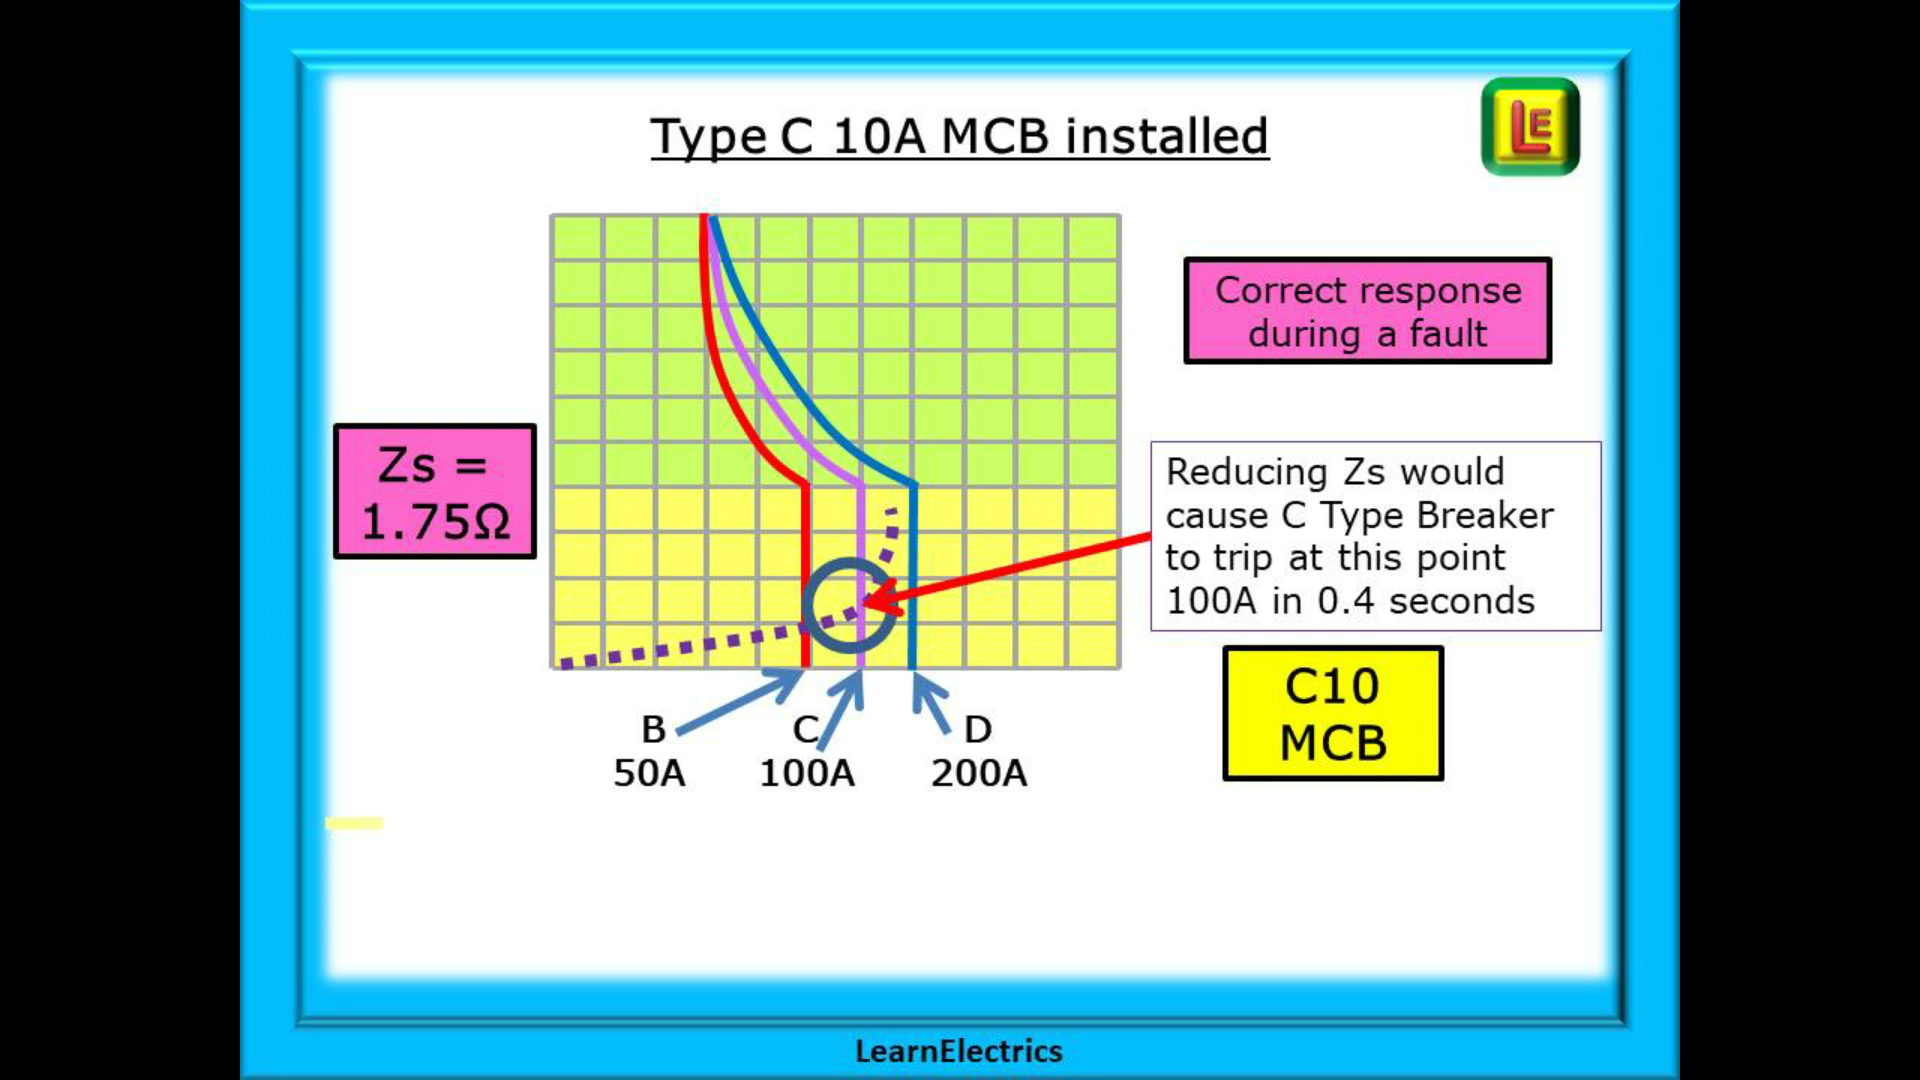 Type C 10A MCB installed
LE
Correct response
during a fault
Zs =
1.75Ω
Reducing Zs would
cause C Type Breaker
to trip at this point
100A in 0.4 seconds
C10
MCB
B
C
D
50A
100A
200A
LearnElectrics